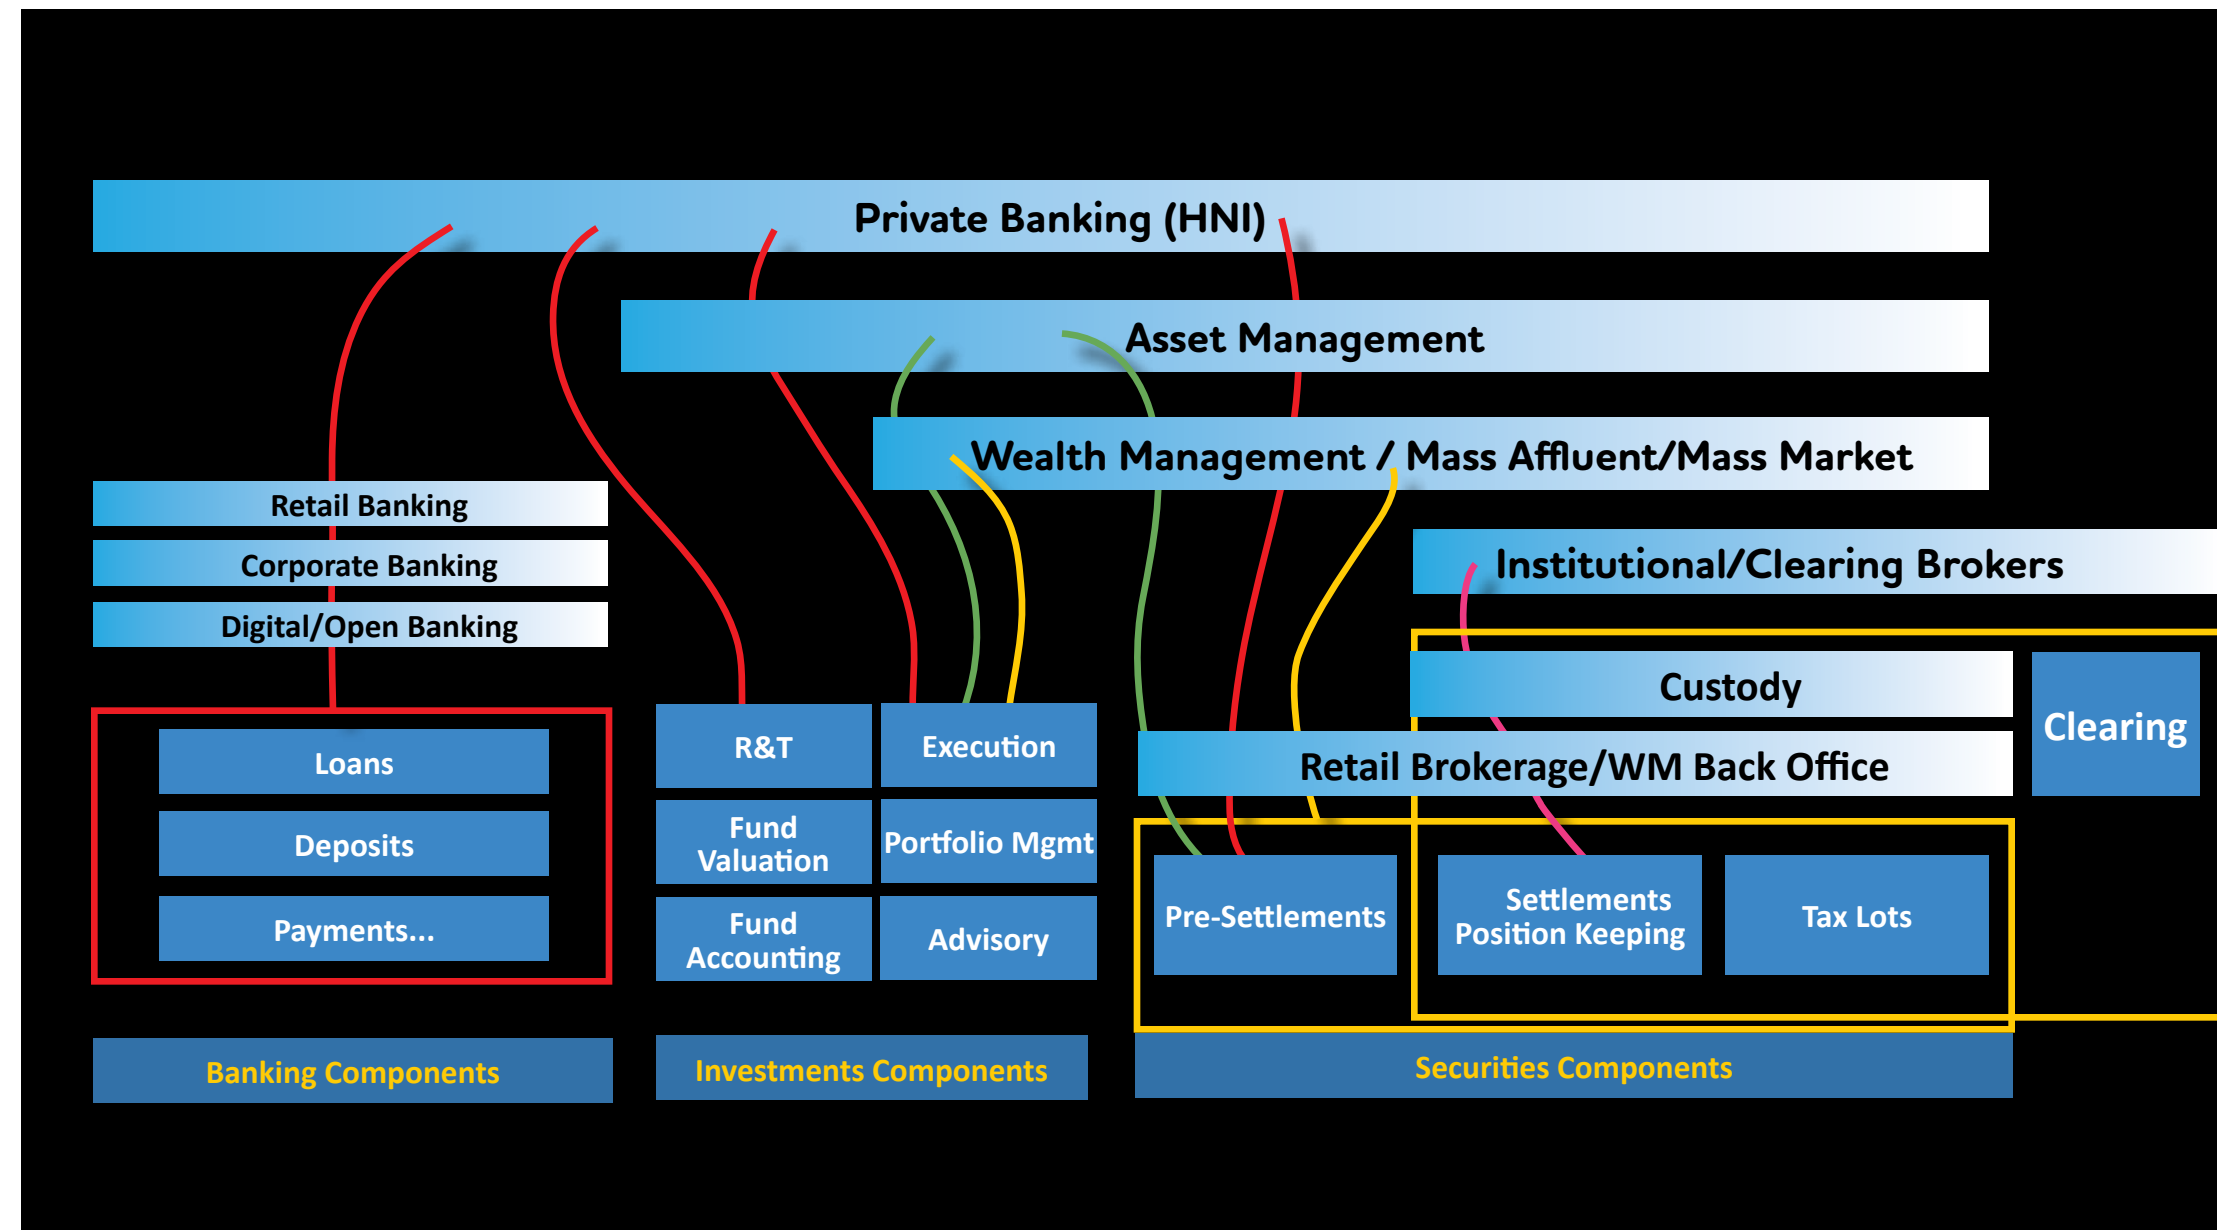 Private Banking (HNI)
Asset Management
Wealth Management / Mass Affluent/Mass Market
Retail Banking
Corporate Banking
Digital/Open Banking
Institutional/Clearing Brokers
Custody
Clearing
Retail Brokerage/WM Back Office
Loans
Deposits
Payments...
R&T
Execution
Fund
Valuation
Portfolio Mgmt
Fund
Accounting
Advisory
Pre-Settlements
Settlements
Position Keeping
Tax Lots
Banking Components
Investments Components
Securities Components